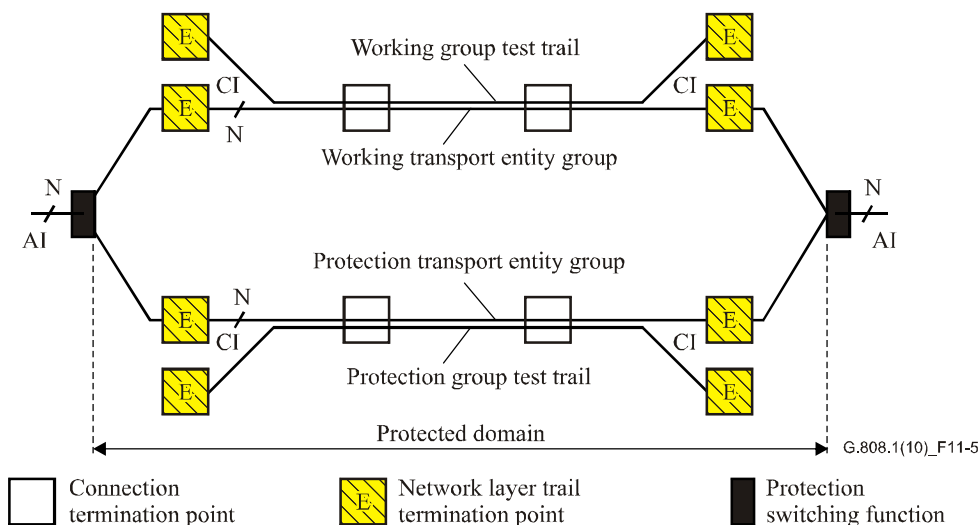 E
E
Working group test trail
CI
CI
E
E
N
Working transport entity group
N
N
AI
AI
Protection transport entity group
N
E
E
CI
CI
Protection group test trail
E
E
Protected domain
G.808.1(10)_F11-5
Connection
termination point
E
Network layer trail
termination point
Protection
switching function